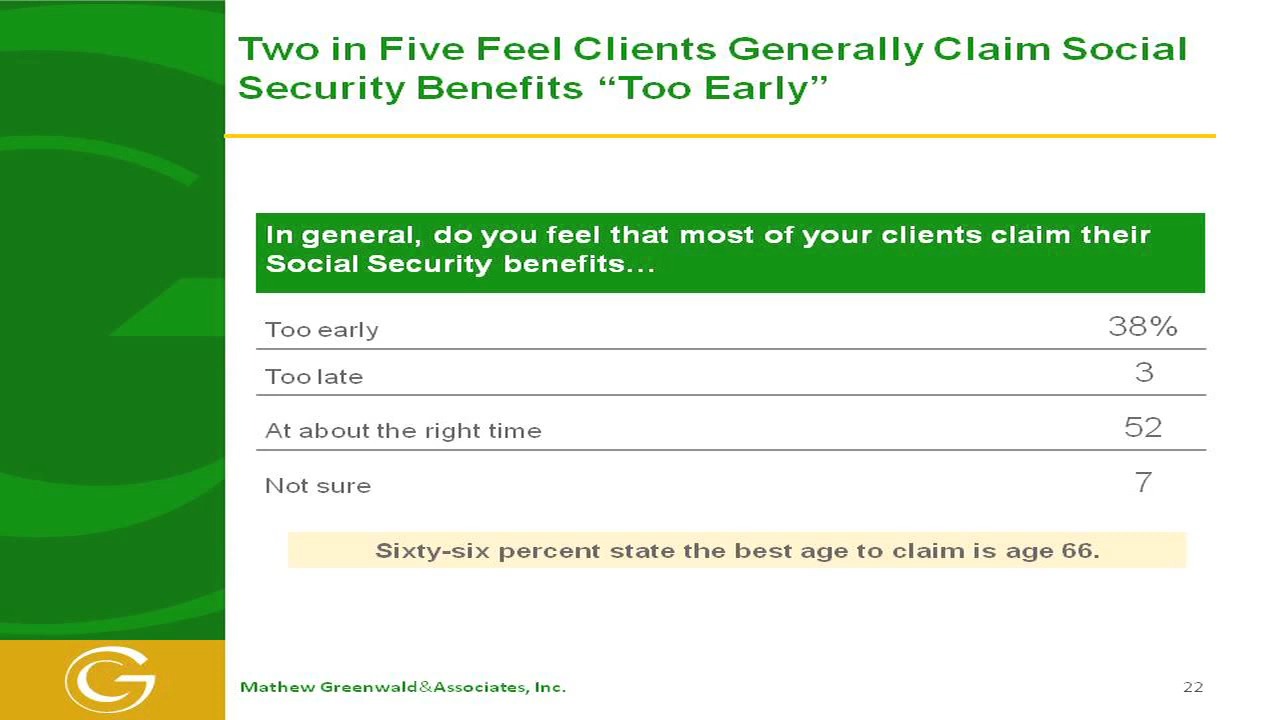 Two in Five Feel Clients Generally Claim Social
Security Benefits “Too Early”
In general, do you feel that most of your clients claim their
Social Security benefits…
Too early 38%
Too late 3
At about the right time 52
Not sure 7
Sixty-six percent state the best age to claim is age 66.
Mathew Greenwald&Associates, Inc. 22